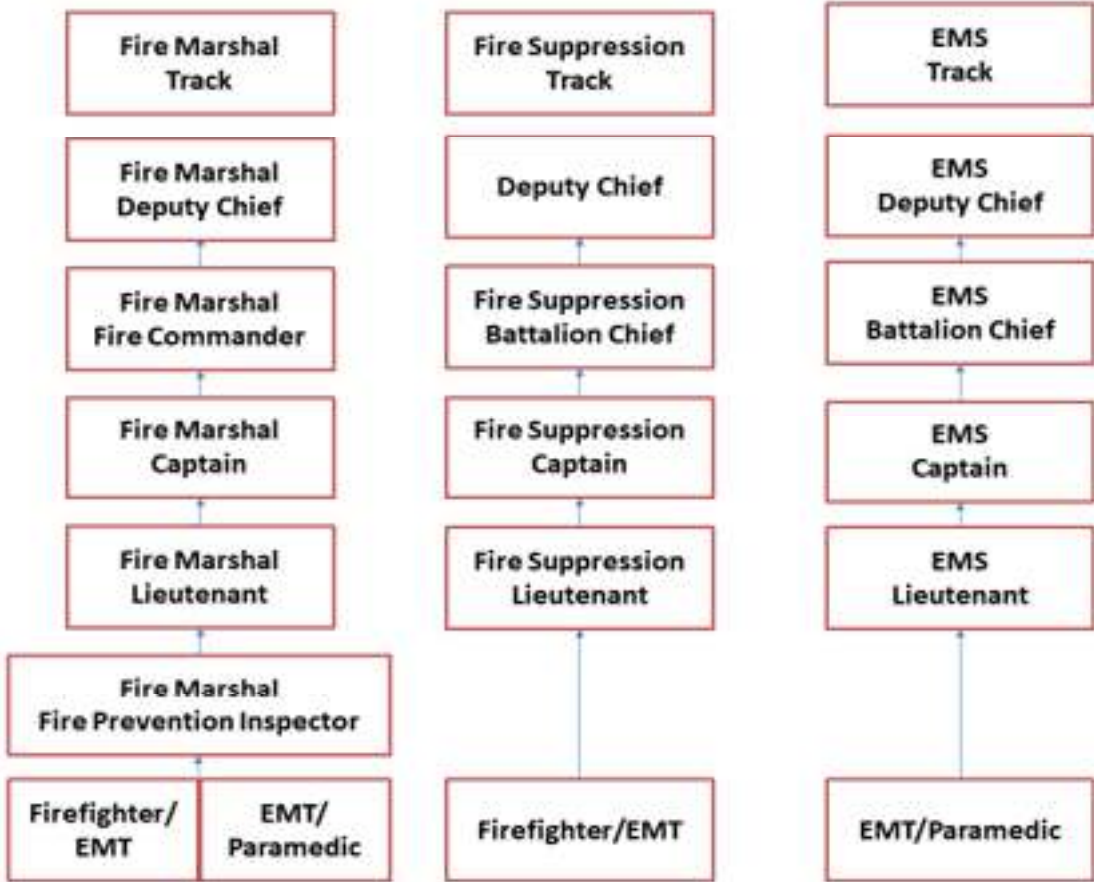 Fire Marshal
Track
Fire Suppression
Track
EMS
Track
Fire Marshal
Deputy Chief
Deputy Chief
EMS
Deputy Chief
Fire Marshal
Fire Commander
Fire Suppression
Battalion Chief
EMS
Battalion Chief
Fire Marshal
Captain
Fire Suppression
Captain
EMS
Captain
Fire Marshal
Lieutenant
Fire Suppression
Lieutenant
EMS
Lieutenant
Fire Marshal
Fire Prevention Inspector
Firefighter/
EMT
EMT/
Paramedic
Firefighter/EMT
EMT/Paramedic